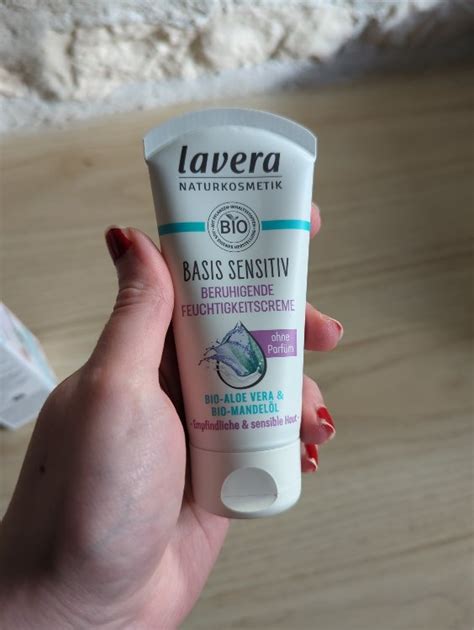 lavera
NATURKOSMETIK
BIO
BASIS SENSITIV
BERUHIGENDE
FEUCHTIGKEITSCREME
ohne
Parfum
BIO-ALOE VERA &
BIO-MANDELÖL
- Empfindliche & sensible Haut -